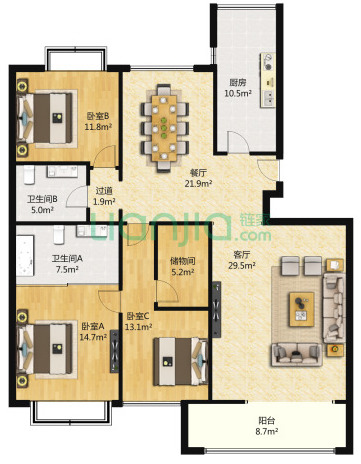 厨房
10.5m²
卧室B
11.8m²
餐厅
21.9m²
卫生间B
5.0m²
过道
1.9m²
lianjia.com
链家
卫生间A
7.5m²
储物间
5.2m²
客厅
29.5m²
卧室A
14.7m²
卧室C
13.1m²
阳台
8.7m²